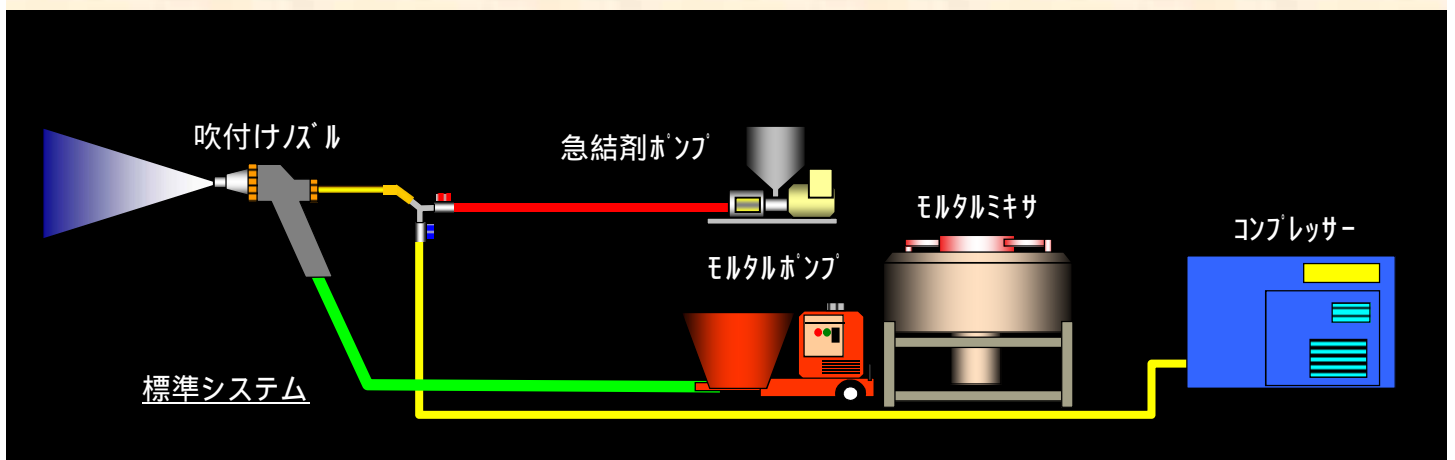 吹付けﾉｽﾞﾙ
急結剤ﾎﾟﾝﾌﾟ
ﾓﾙﾀﾙﾐｷｻ
ｺﾝﾌﾟﾚｯｻｰ
ﾓﾙﾀﾙﾎﾟﾝﾌﾟ
標準システム